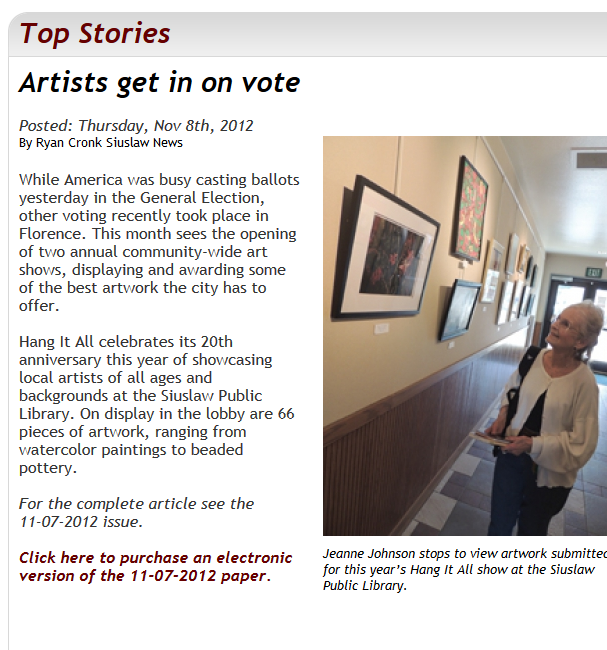 Top Stories
Artists get in on vote
Posted: Thursday, Nov 8th, 2012
By Ryan Cronk Siuslaw News
While America was busy casting ballots
yesterday in the General Election,
other voting recently took place in
Florence. This month sees the opening
of two annual community-wide art
shows, displaying and awarding some
of the best artwork the city has to
offer.
Hang It All celebrates its 20th
anniversary this year of showcasing
local artists of all ages and
backgrounds at the Siuslaw Public
Library. On display in the lobby are 66
pieces of artwork, ranging from
watercolor paintings to beaded
pottery.
For the complete article see the
11-07-2012 issue.
Click here to purchase an electronic
version of the 11-07-2012 paper.
EXIT
Jeanne Johnson stops to view artwork submitted
for this year’s Hang It All show at the Siuslaw
Public Library.